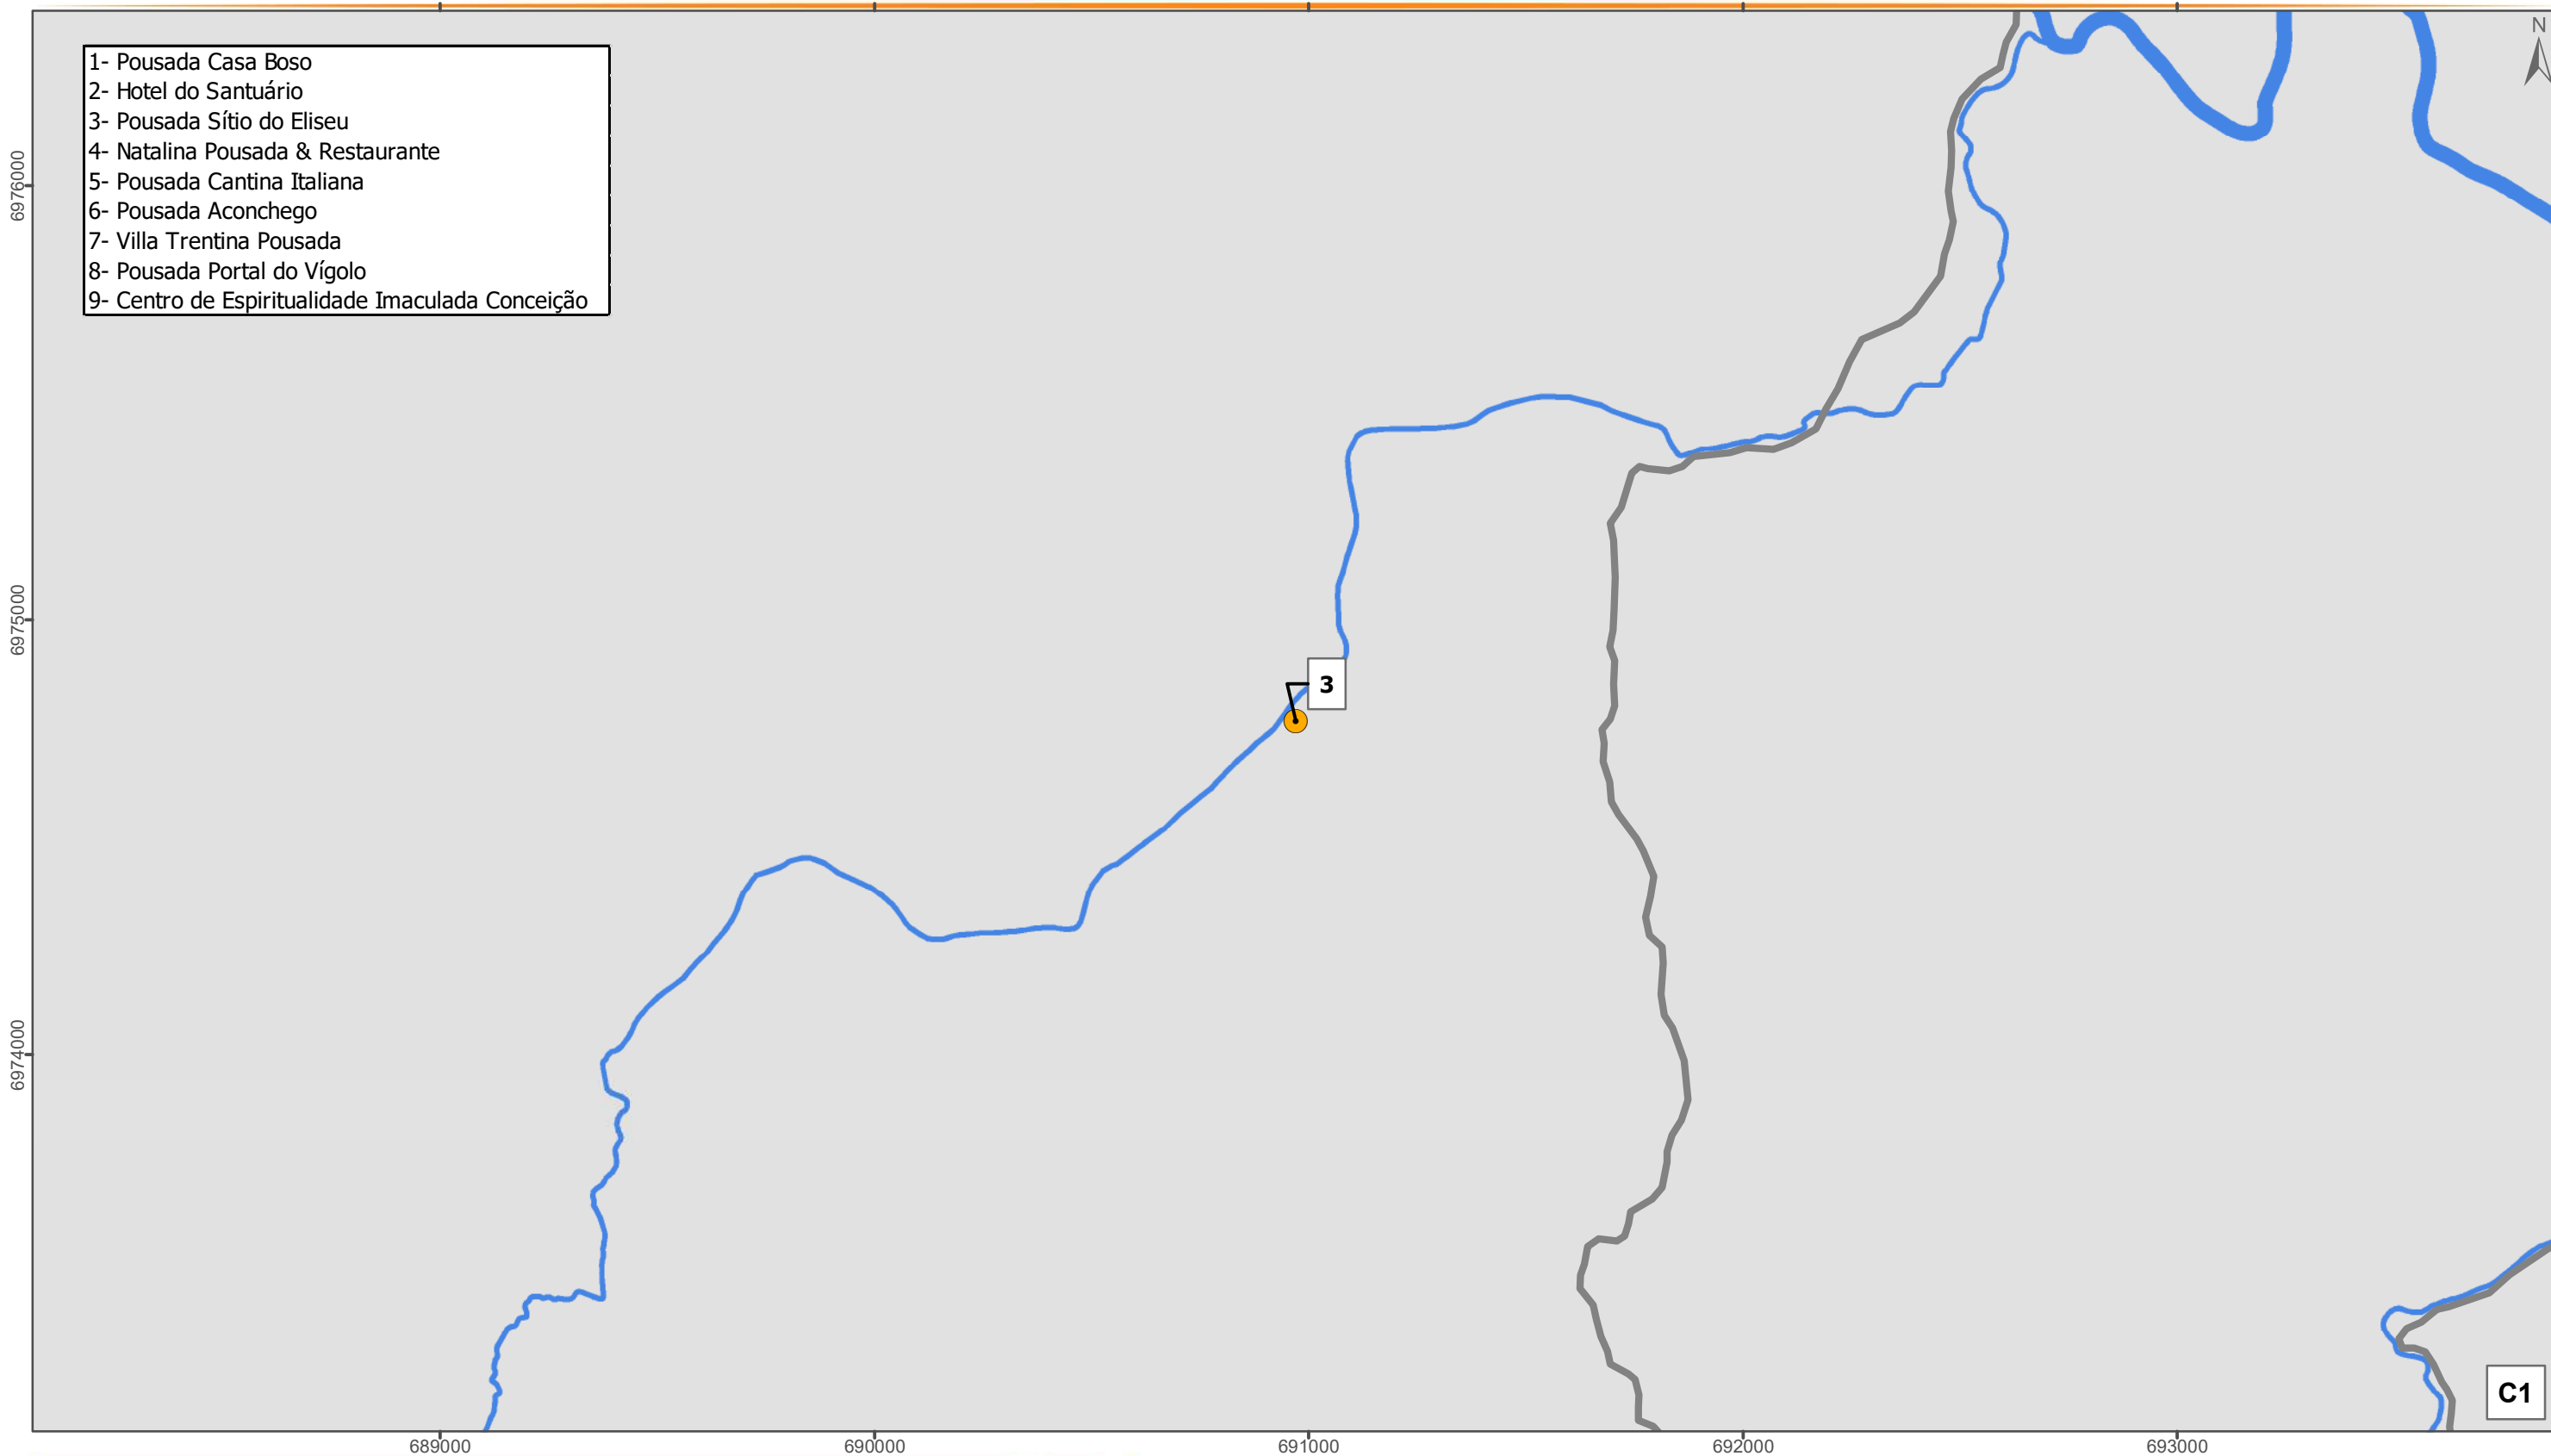 N
1- Pousada Casa Boso
2- Hotel do Santuário
3- Pousada Sítio do Eliseu
4- Natalina Pousada & Restaurante
5- Pousada Cantina Italiana
6- Pousada Aconchego
7- Villa Trentina Pousada
8- Pousada Portal do Vígolo
9- Centro de Espiritualidade Imaculada Conceição
6976000
6975000
3
6974000
C1
689000
690000
691000
692000
693000